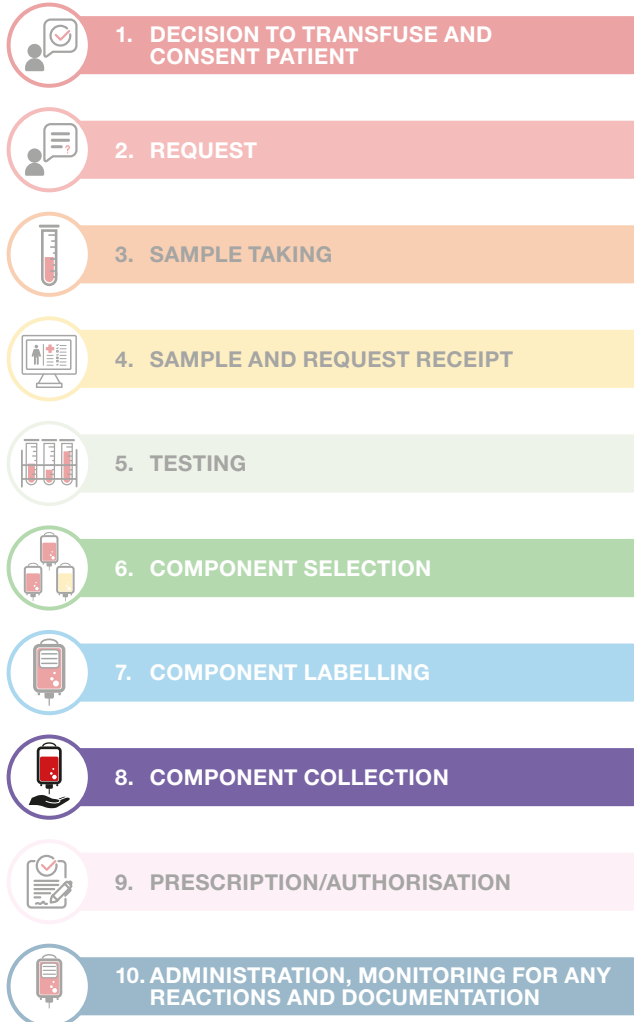 1. DECISION TO TRANSFUSE AND
CONSENT PATIENT
2. REQUEST
?
3. SAMPLE TAKING
4. SAMPLE AND REQUEST RECEIPT
5. TESTING
6. COMPONENT SELECTION
7. COMPONENT LABELLING
8. COMPONENT COLLECTION
9. PRESCRIPTION/AUTHORISATION
10. ADMINISTRATION, MONITORING FOR ANY
REACTIONS AND DOCUMENTATION